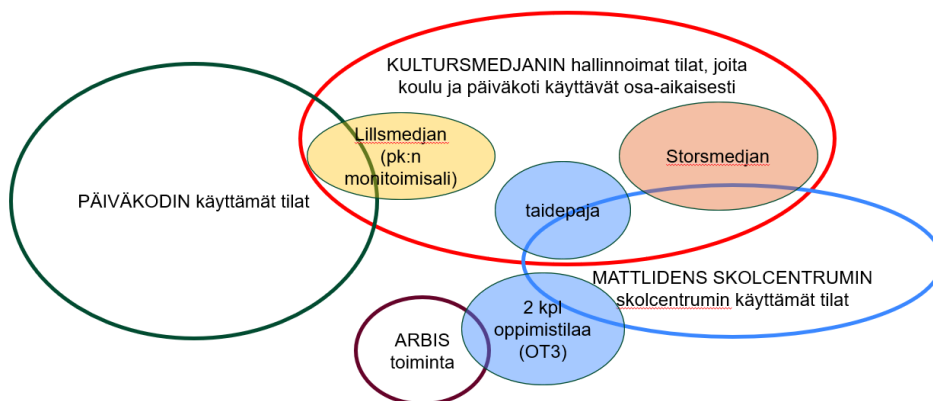 KULTURSMEDJANIN hallinnoimat tilat, joita
koulu ja päiväkoti käyttävät osa-aikaisesti
Lillsmedjan
(pk:n
monitoimisali)
Storsmedjan
PÄIVÄKODIN käyttämät tilat
taidepaja
MATTLIDENS SKOLCENTRUMIN
skolcentrumin käyttämät tilat
2 kpl
oppimistilaa
(OT3)
ARBIS
toiminta